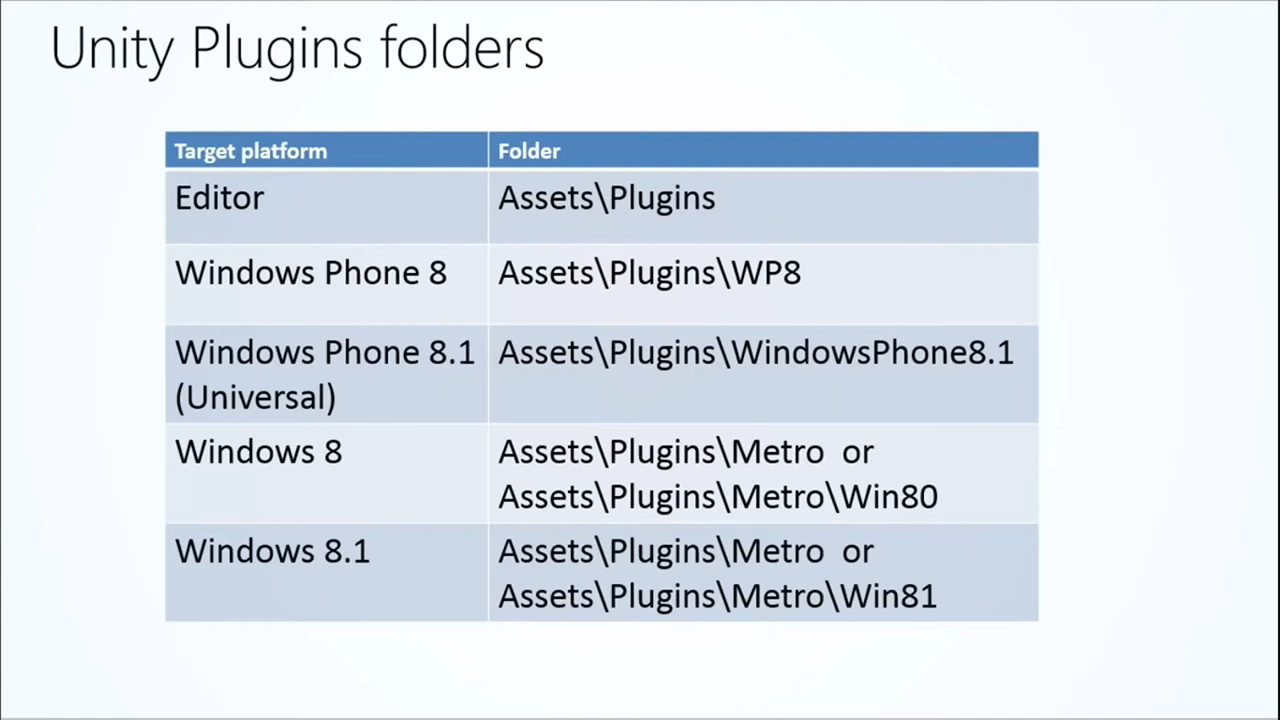 Unity Plugins folders
Target platform
Folder
Editor
Assets\Plugins
Windows Phone 8
Assets\Plugins\WP8
Windows Phone 8.1
(Universal)
Assets\Plugins\WindowsPhone8.1
Windows 8
Assets\Plugins\Metro or
Assets\Plugins\Metro\Win80
Windows 8.1
Assets\Plugins\Metro or
Assets\Plugins\Metro\Win81